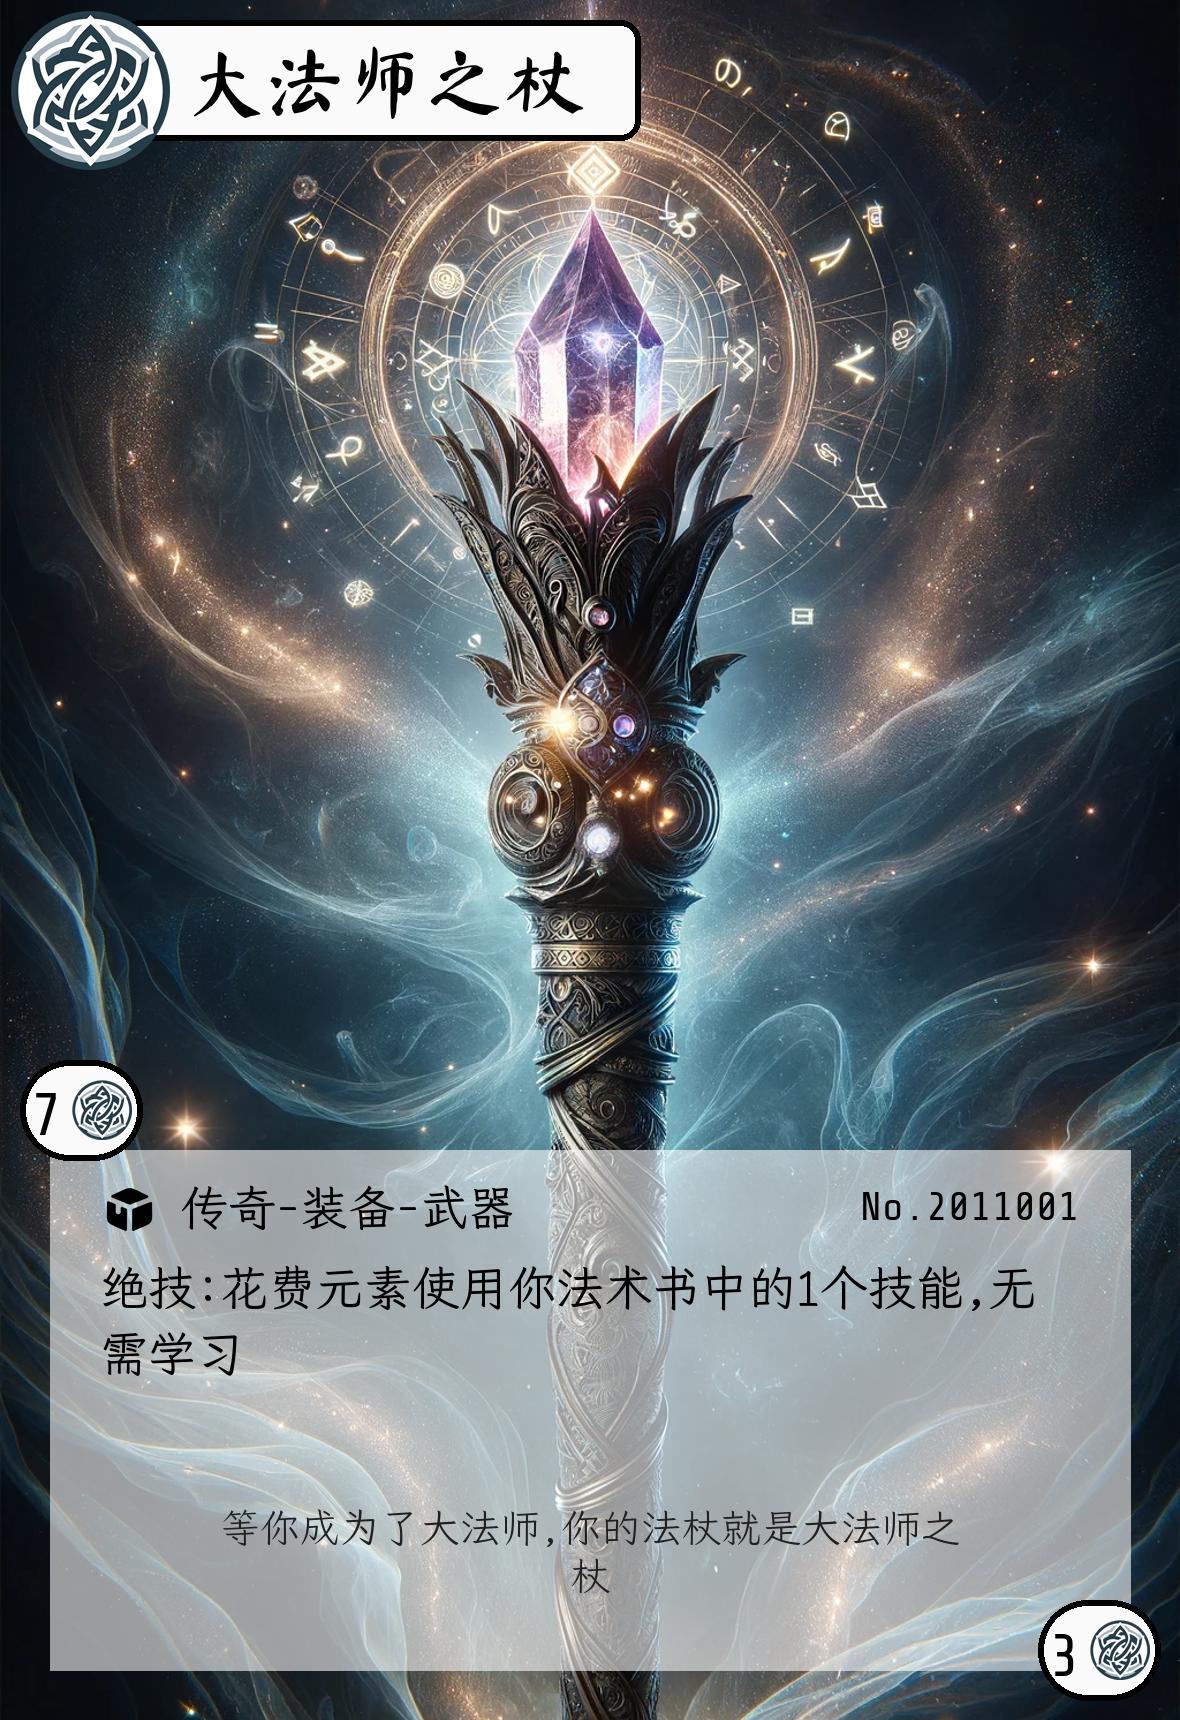 大法师之杖
7
传奇-装备-武器
No.2011001
绝技:花费元素使用你法术书中的1个技能,无
需学习
等你成为了大法师,你的法杖就是大法师之
杖
3